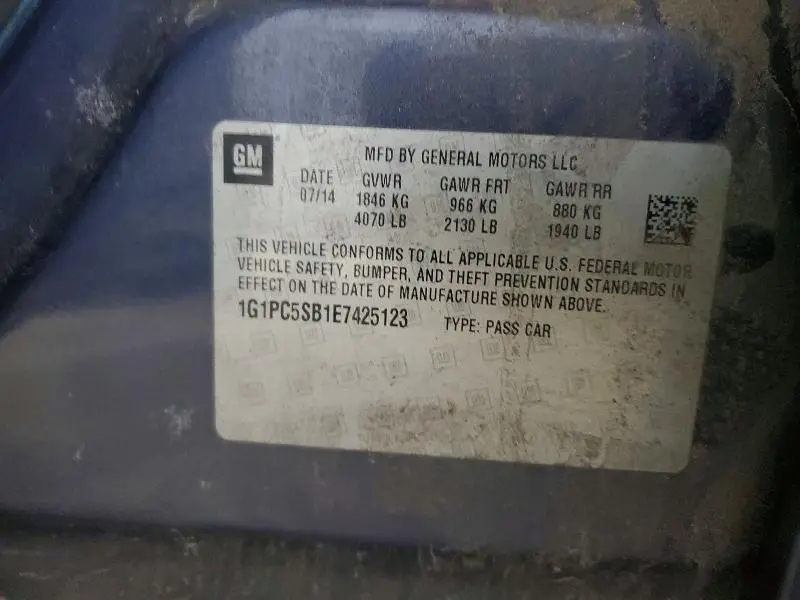 GM
MFD BY GENERAL MOTORS LLC
DATE GVWR GAWR FRT GAWR RR
07/14 1846 KG 966 KG 880 KG
4070 LB 2130 LB 1940 LB
THIS VEHICLE CONFORMS TO ALL APPLICABLE U.S. FEDERAL MOTOR
VEHICLE SAFETY, BUMPER, AND THEFT PREVENTION STANDARDS IN
EFFECT ON THE DATE OF MANUFACTURE SHOWN ABOVE.
1G1PC5SB1E7425123 TYPE: PASS CAR